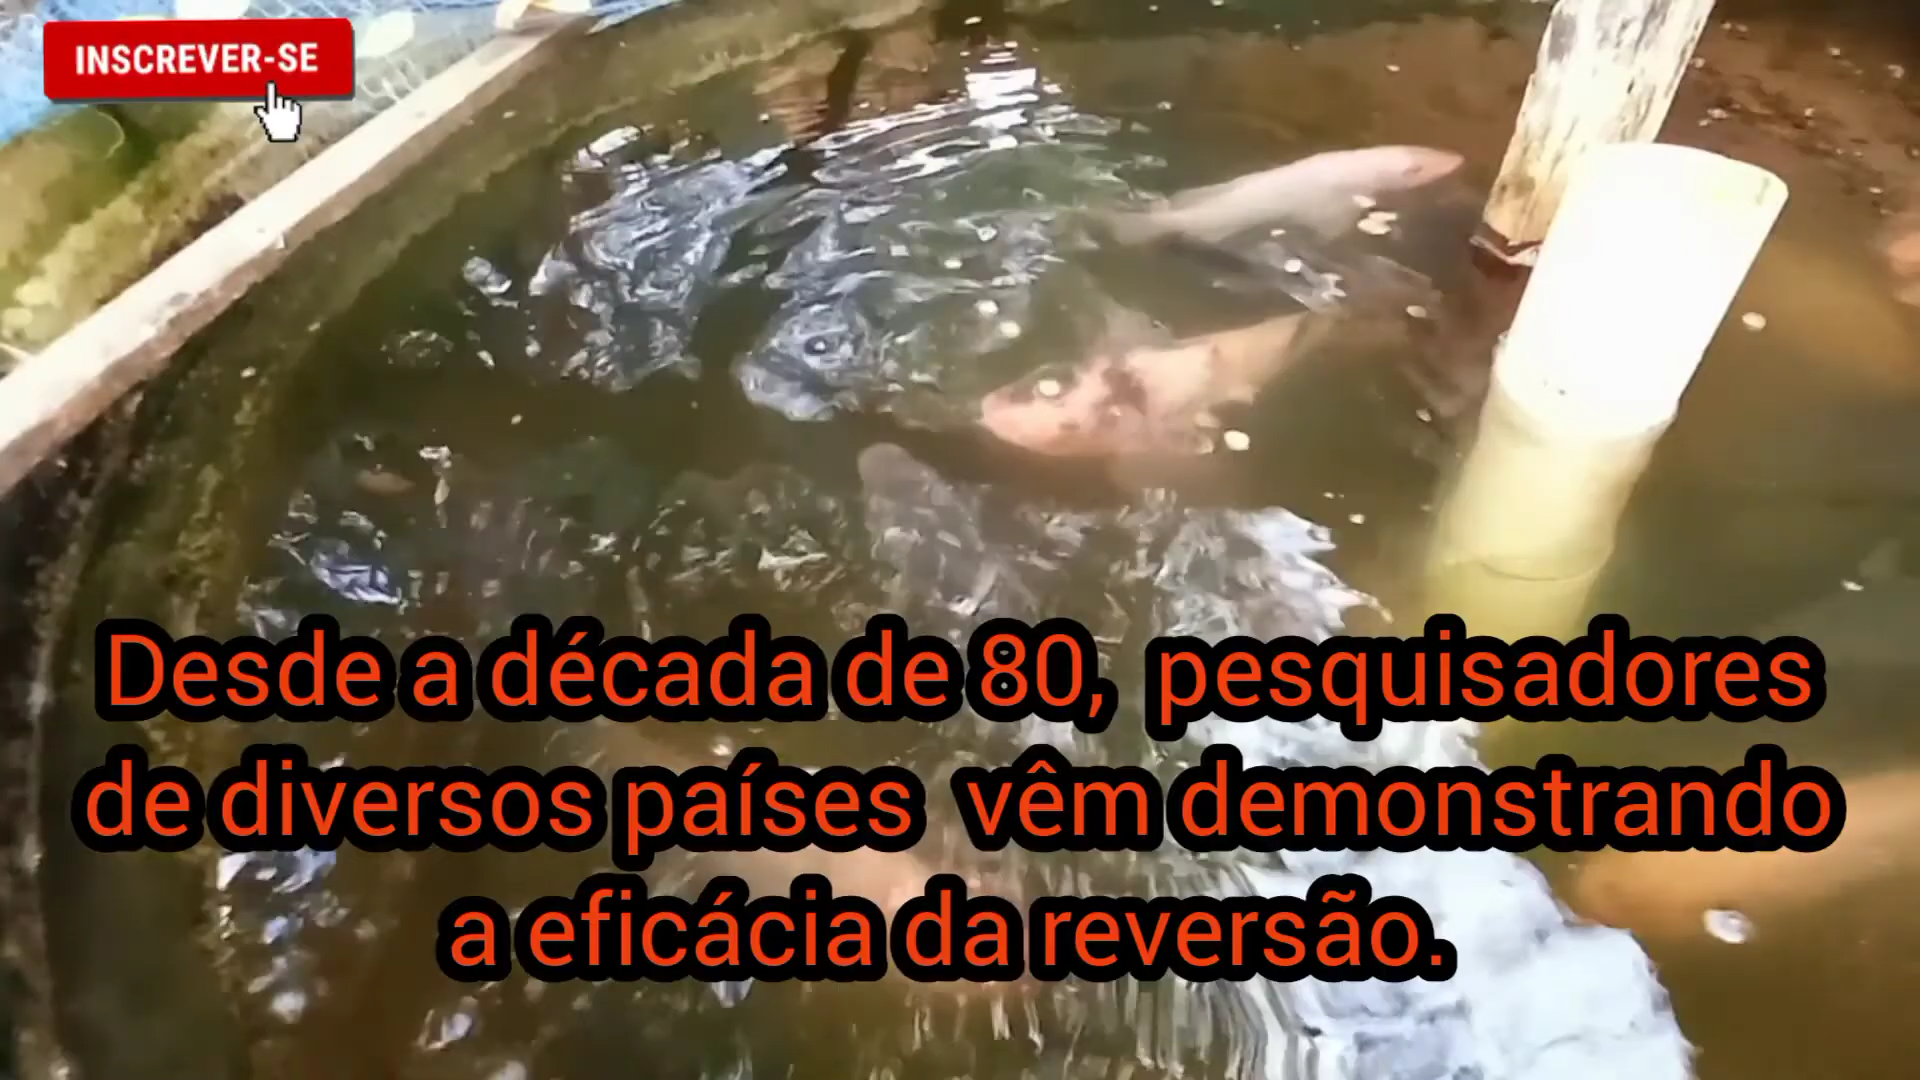 INSCREVER-SE
Desde a década de 80, pesquisadores
de diversos países vêm demonstrando
a eficácia da reversão.